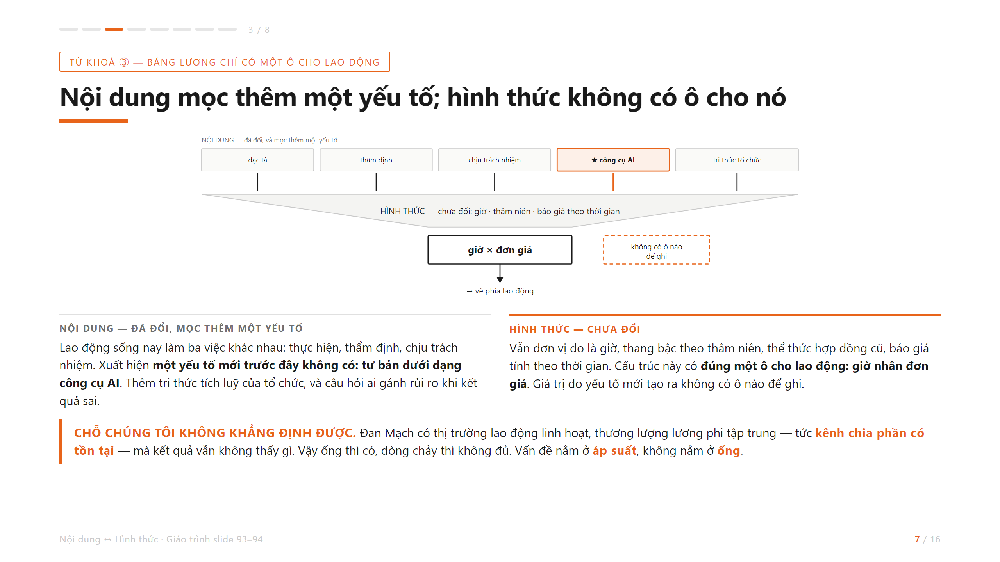 3 / 8
TỪ KHOÁ ③ — BẢNG LƯƠNG CHỈ CÓ MỘT Ô CHO LAO ĐỘNG
Nội dung mọc thêm một yếu tố; hình thức không có ô cho nó
NỘI DUNG — đã đổi, và mọc thêm một yếu tố
đặc tả
thẩm định
chịu trách nhiệm
★ công cụ AI
tri thức tổ chức
HÌNH THỨC — chưa đổi: giờ · thâm niên · báo giá theo thời gian
giờ × đơn giá
không có ô nào
để ghi
→ về phía lao động
NỘI DUNG — ĐÃ ĐỔI, MỌC THÊM MỘT YẾU TỐ
Lao động sống nay làm ba việc khác nhau: thực hiện, thẩm định, chịu trách
nhiệm. Xuất hiện một yếu tố mới trước đây không có: tư bản dưới dạng
công cụ AI. Thêm tri thức tích luỹ của tổ chức, và câu hỏi ai gánh rủi ro khi kết
quả sai.
HÌNH THỨC — CHƯA ĐỔI
Vẫn đơn vị đo là giờ, thang bậc theo thâm niên, thể thức hợp đồng cũ, báo giá
tính theo thời gian. Cấu trúc này có đúng một ô cho lao động: giờ nhân đơn
giá. Giá trị do yếu tố mới tạo ra không có ô nào để ghi.
CHỖ CHÚNG TÔI KHÔNG KHẲNG ĐỊNH ĐƯỢC. Đan Mạch có thị trường lao động linh hoạt, thương lượng lương phi tập trung — tức kênh chia phần có
tồn tại — mà kết quả vẫn không thấy gì. Vậy ống thì có, dòng chảy thì không đủ. Vấn đề nằm ở áp suất, không nằm ở ống.
Nội dung ↔ Hình thức · Giáo trình slide 93–94
7 / 16